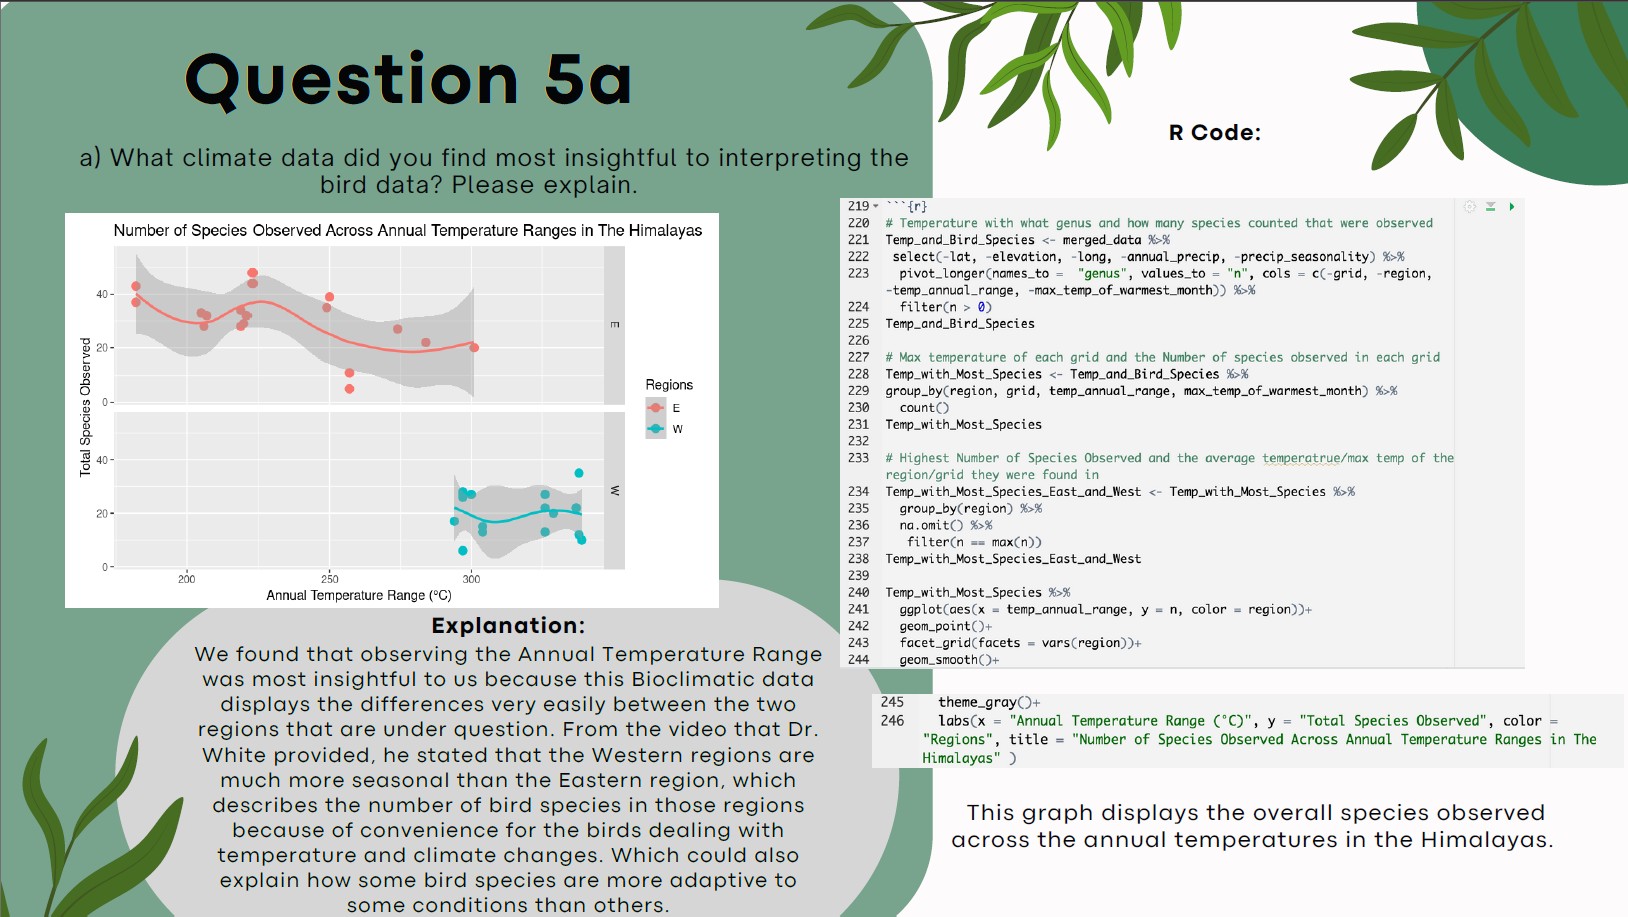 Question 5a
a) What climate data did you find most insightful to interpreting the
bird data? Please explain.
Number of Species Observed Across Annual Temperature Ranges in The Himalayas
Total Species Observed
40
20
0
E
40
20
0
W
200
250
300
Annual Temperature Range (°C)
Regions
E
W
Explanation:
We found that observing the Annual Temperature Range
was most insightful to us because this Bioclimatic data
displays the differences very easily between the two
regions that are under question. From the video that Dr.
White provided, he stated that the Western regions are
much more seasonal than the Eastern region, which
describes the number of bird species in those regions
because of convenience for the birds dealing with
temperature and climate changes. Which could also
explain how some bird species are more adaptive to
some conditions than others.
R Code:
219 ```{r}
220 # Temperature with what genus and how many species counted that were observed
221 Temp_and_Bird_Species <- merged_data %>%
222 select(-lat, -elevation, -long, -annual_precip, -precip_seasonality) %>%
223 pivot_longer(names_to = "genus", values_to = "n", cols = c(-grid, -region,
-temp_annual_range, -max_temp_of_warmest_month)) %>%
224 filter(n > 0)
225 Temp_and_Bird_Species
226
227 # Max temperature of each grid and the Number of species observed in each grid
228 Temp_with_Most_Species <- Temp_and_Bird_Species %>%
229 group_by(region, grid, temp_annual_range, max_temp_of_warmest_month) %>%
230 count()
231 Temp_with_Most_Species
232
233 # Highest Number of Species Observed and the average temperatrue/max temp of the
region/grid they were found in
234 Temp_with_Most_Species_East_and_West <- Temp_with_Most_Species %>%
235 group_by(region) %>%
236 na.omit() %>%
237 filter(n == max(n))
238 Temp_with_Most_Species_East_and_West
239
240 Temp_with_Most_Species %>%
241 ggplot(aes(x = temp_annual_range, y = n, color = region))+
242 geom_point()+
243 facet_grid(facets = vars(region))+
244 geom_smooth()+
245 theme_gray()+
246 labs(x = "Annual Temperature Range (°C)", y = "Total Species Observed", color =
"Regions", title = "Number of Species Observed Across Annual Temperature Ranges in The
Himalayas" )
This graph displays the overall species observed
across the annual temperatures in the Himalayas.